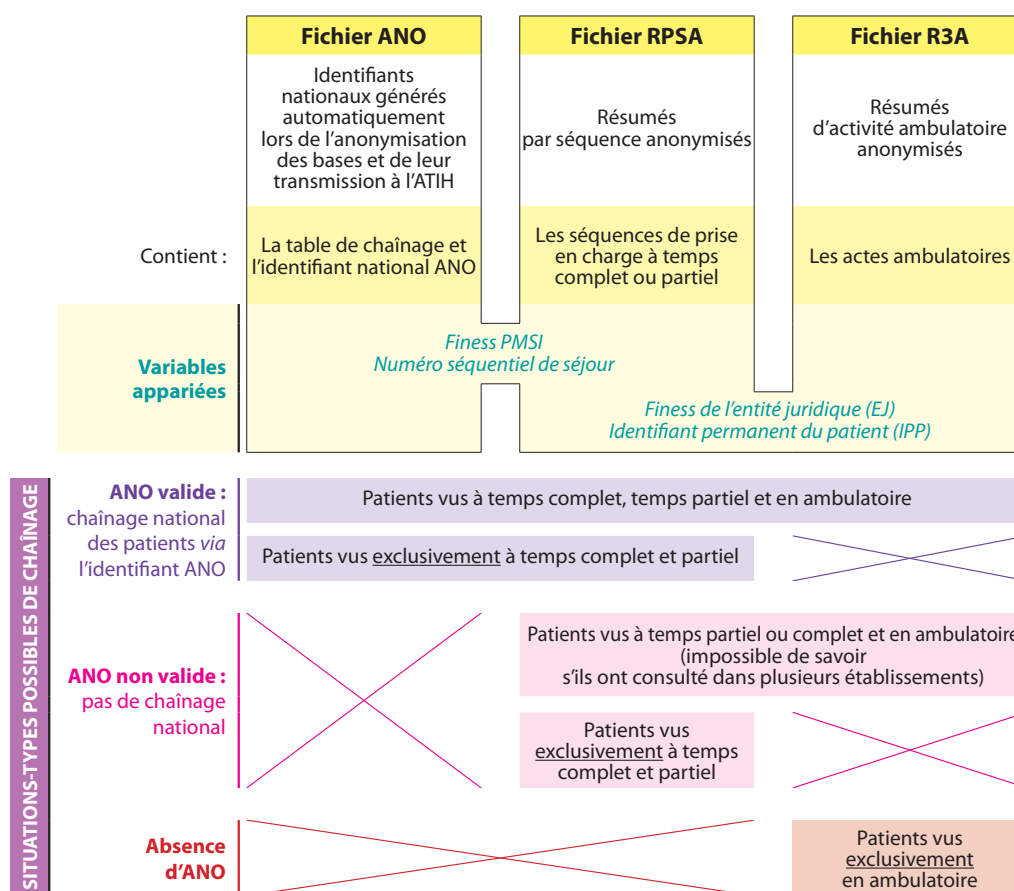 Fichier ANO
Fichier RPSA
Fichier R3A
Identifiants
nationaux générés
automatiquement
lors de l'anonymisation
des bases et de leur
transmission à l'ATIH
Résumés
par séquence anonymisés
Résumés
d'activité ambulatoire
anonymisés
Contient :
La table de chaînage et
l'identifiant national ANO
Les séquences de prise
en charge à temps
complet ou partiel
Les actes ambulatoires
Variables
appariées
Finess PMSI
Numéro séquentiel de séjour
Finess de l'entité juridique (EJ)
Identifiant permanent du patient (IPP)
SITUATIONS-TYPES POSSIBLES DE CHAÎNAGE
ANO valide :
chaînage national
des patients via
l'identifiant ANO
Patients vus à temps complet, temps partiel et en ambulatoire
Patients vus exclusivement à temps complet et partiel
ANO non valide :
pas de chaînage
national
Patients vus à temps partiel ou complet et en ambulatoire
(impossible de savoir
s'ils ont consulté dans plusieurs établissements)
Patients vus
exclusivement à temps
complet et partiel
Absence
d'ANO
Patients vus
exclusivement
en ambulatoire